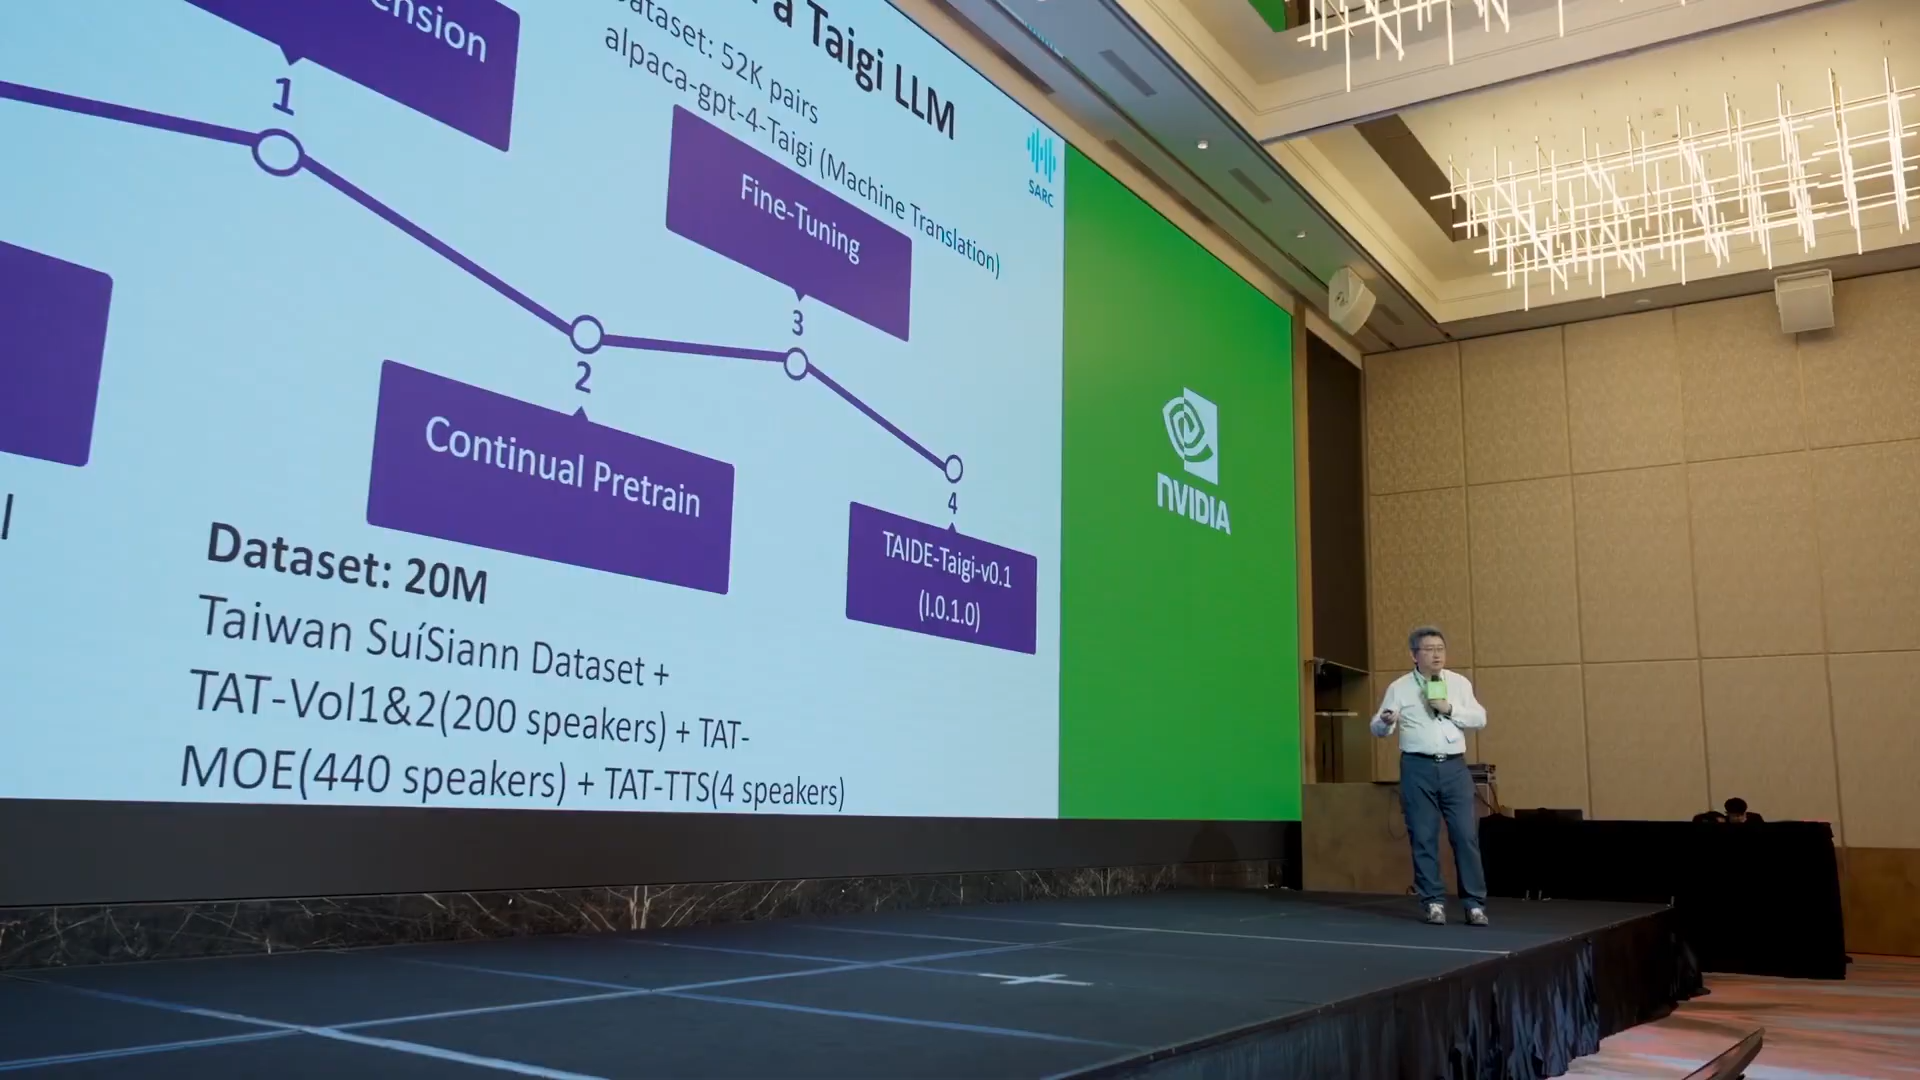 a Taigi LLM
Dataset: 52K pairs
alpaca-gpt-4-Taigi (Machine Translation)
SARC
1
Fine-Tuning
3
2
Continual Pretrain
4
TAIDE-Taigi-v0.1
(I.0.1.0)
Dataset: 20M
Taiwan SuíSiann Dataset +
TAT-Vol1&2(200 speakers) + TAT-
MOE(440 speakers) + TAT-TTS(4 speakers)
NVIDIA